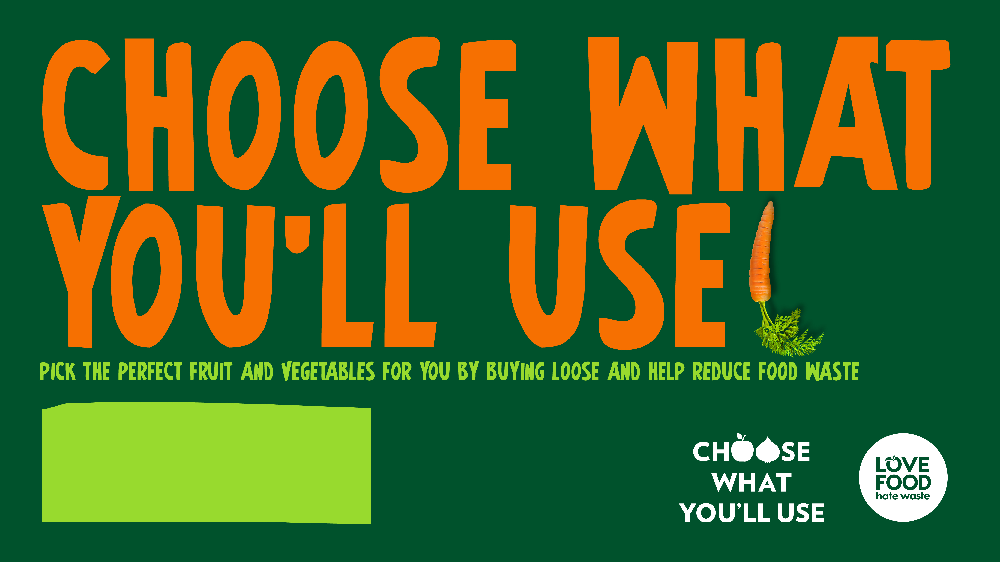 CHOOSE WHAT
YOU'LL USE
PICK THE PERFECT FRUIT AND VEGETABLES FOR YOU BY BUYING LOOSE AND HELP REDUCE FOOD WASTE
CHOOSE
WHAT
YOU’LL USE
LOVE
FOOD
hate waste